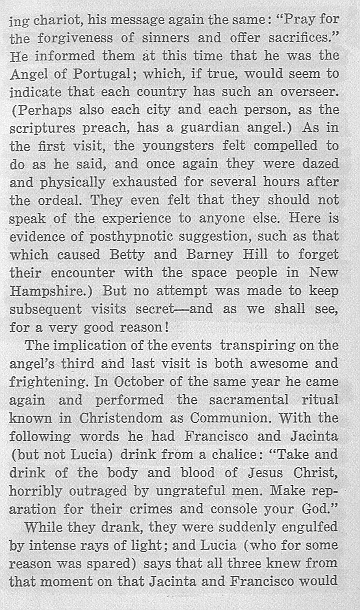 ing chariot, his message again the same: “Pray for
the forgiveness of sinners and offer sacrifices.”
He informed them at this time that he was the
Angel of Portugal; which, if true, would seem to
indicate that each country has such an overseer.
(Perhaps also each city and each person, as the
scriptures preach, has a guardian angel.) As in
the first visit, the youngsters felt compelled to
do as he said, and once again they were dazed
and physically exhausted for several hours after
the ordeal. They even felt that they should not
speak of the experience to anyone else. Here is
evidence of posthypnotic suggestion, such as that
which caused Betty and Barney Hill to forget
their encounter with the space people in New
Hampshire.) But no attempt was made to keep
subsequent visits secret—and as we shall see,
for a very good reason!
The implication of the events transpiring on the
angel’s third and last visit is both awesome and
frightening. In October of the same year he came
again and performed the sacramental ritual
known in Christendom as Communion. With the
following words he had Francisco and Jacinta
(but not Lucia) drink from a chalice: “Take and
drink of the body and blood of Jesus Christ,
horribly outraged by ungrateful men. Make rep-
aration for their crimes and console your God.”
While they drank, they were suddenly engulfed
by intense rays of light; and Lucia (who for some
reason was spared) says that all three knew from
that moment on that Jacinta and Francisco would